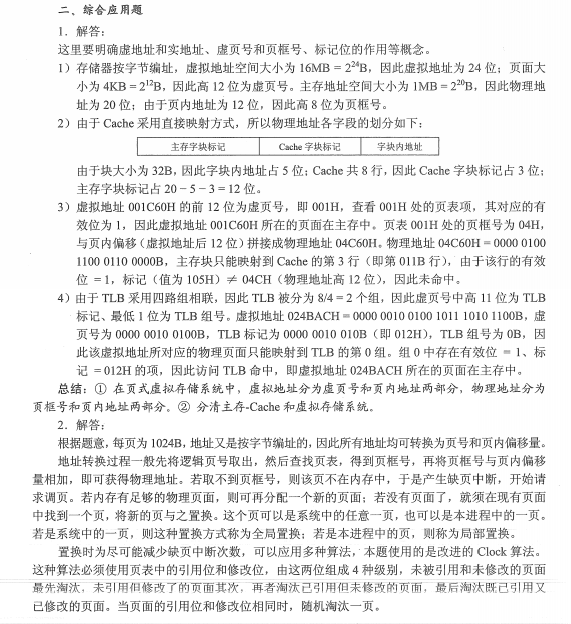 二、综合应用题
1．解答：
这里要明确虚地址和实地址、虚页号和页框号、标记位的作用等概念。
1）存储器按字节编址，虚拟地址空间大小为 16MB = 2²⁴B，因此虚拟地址为 24 位；页面大
小为 4KB = 2¹²B，因此高 12 位为虚页号。主存地址空间大小为 1MB = 2²⁰B，因此物理地
址为 20 位；由于页内地址为 12 位，因此高 8 位为页框号。
2）由于 Cache 采用直接映射方式，所以物理地址各字段的划分如下：
主存字块标记 Cache 字块标记 字块内地址
由于块大小为 32B，因此字块内地址占 5 位；Cache 共 8 行，因此 Cache 字块标记占 3 位；
主存字块标记占 20 − 5 − 3 = 12 位。
3）虚拟地址 001C60H 的前 12 位为虚页号，即 001H，查看 001H 处的页表项，其对应的有
效位为 1，因此虚拟地址 001C60H 所在的页面在主存中。页表 001H 处的页框号为 04H，
与页内偏移（虚拟地址后 12 位）拼接成物理地址 04C60H。物理地址 04C60H = 0000 0100
1100 0110 0000B，主存块只能映射到 Cache 的第 3 行（即第 011B 行），由于该行的有效
位 = 1，标记（值为 105H）≠ 04CH（物理地址高 12 位），因此未命中。
4）由于 TLB 采用四路组相联，因此 TLB 被分为 8/4 = 2 个组，因此虚页号中高 11 位为 TLB
标记、最低 1 位为 TLB 组号。虚拟地址 024BACH = 0000 0010 0100 1011 1010 1100B，虚
页号为 0000 0010 0100B，TLB 标记为 0000 0010 010B（即 012H），TLB 组号为 0B，因
此该虚拟地址所对应的物理页面只能映射到 TLB 的第 0 组。组 0 中存在有效位 = 1、标
记 = 012H 的项，因此访问 TLB 命中，即虚拟地址 024BACH 所在的页面在主存中。
总结：① 在页式虚拟存储系统中，虚拟地址分为虚页号和页内地址两部分，物理地址分为
页框号和页内地址两部分。② 分清主存-Cache 和虚拟存储系统。
2．解答：
根据题意，每页为 1024B，地址又是按字节编址的，因此所有地址均可转换为页号和页内偏移量。
地址转换过程一般先将逻辑页号取出，然后查找页表，得到页框号，再将页框号与页内偏移
量相加，即可获得物理地址。若取不到页框号，则该页不在内存中，于是产生缺页中断，开始请
求调页。若内存有足够的物理页面，则可再分配一个新的页面；若没有页面了，就须在现有页面
中找到一个页，将新的页与之置换。这个页可以是系统中的任意一页，也可以是本进程中的一页。
若是系统中的一页，则这种置换方式称为全局置换；若是本进程中的页，则称为局部置换。
置换时为尽可能减少缺页中断次数，可以应用多种算法，本题使用的是改进的 Clock 算法。
这种算法必须使用页表中的引用位和修改位，由这两位组成 4 种级别，未被引用和未修改的页面
最先淘汰，未引用但修改了的页面其次，再者淘汰已引用但未修改的页面，最后淘汰既已引用又
已修改的页面。当页面的引用位和修改位相同时，随机淘汰一页。